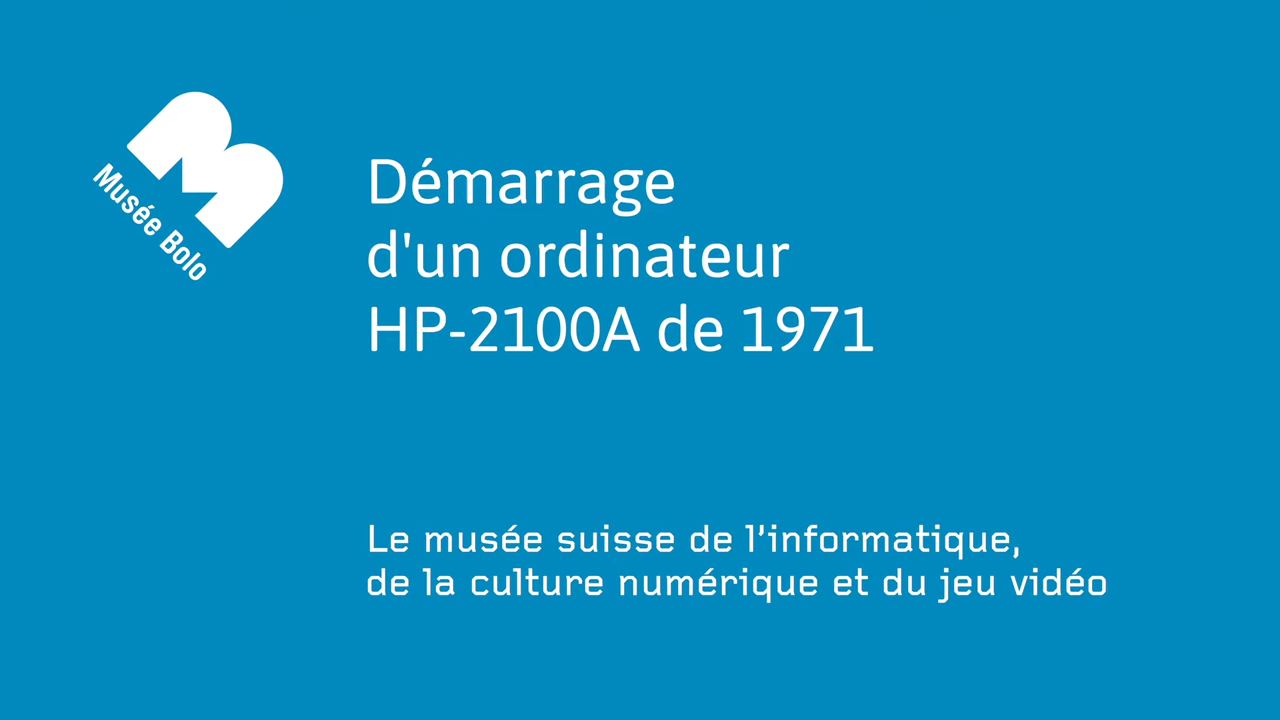 Musée Bolo
Démarrage
d'un ordinateur
HP-2100A de 1971
Le musée suisse de l’informatique,
de la culture numérique et du jeu vidéo